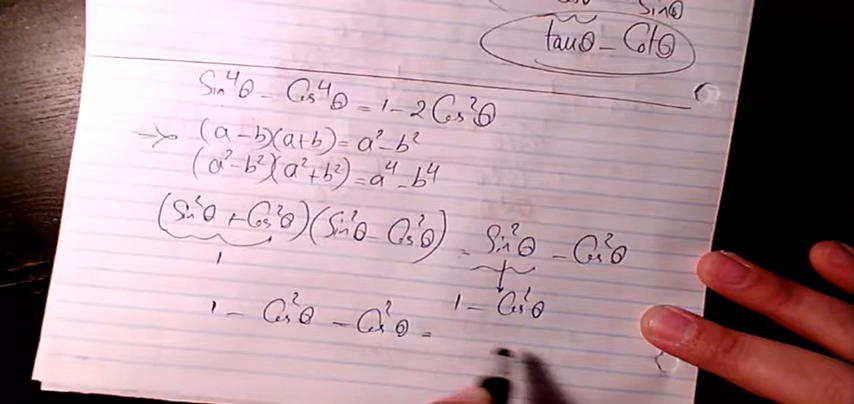 Sinθ
tanθ - Cotθ
Sin⁴θ - Cos⁴θ = 1 - 2Cos²θ
(a - b)(a + b) = a² - b²
(a² - b²)(a² + b²) = a⁴ - b⁴
(Sin²θ + Cos²θ)(Sin²θ - Cos²θ) = Sin²θ - Cos²θ
1
1 - Cos²θ
1 - Cos²θ - Cos²θ =